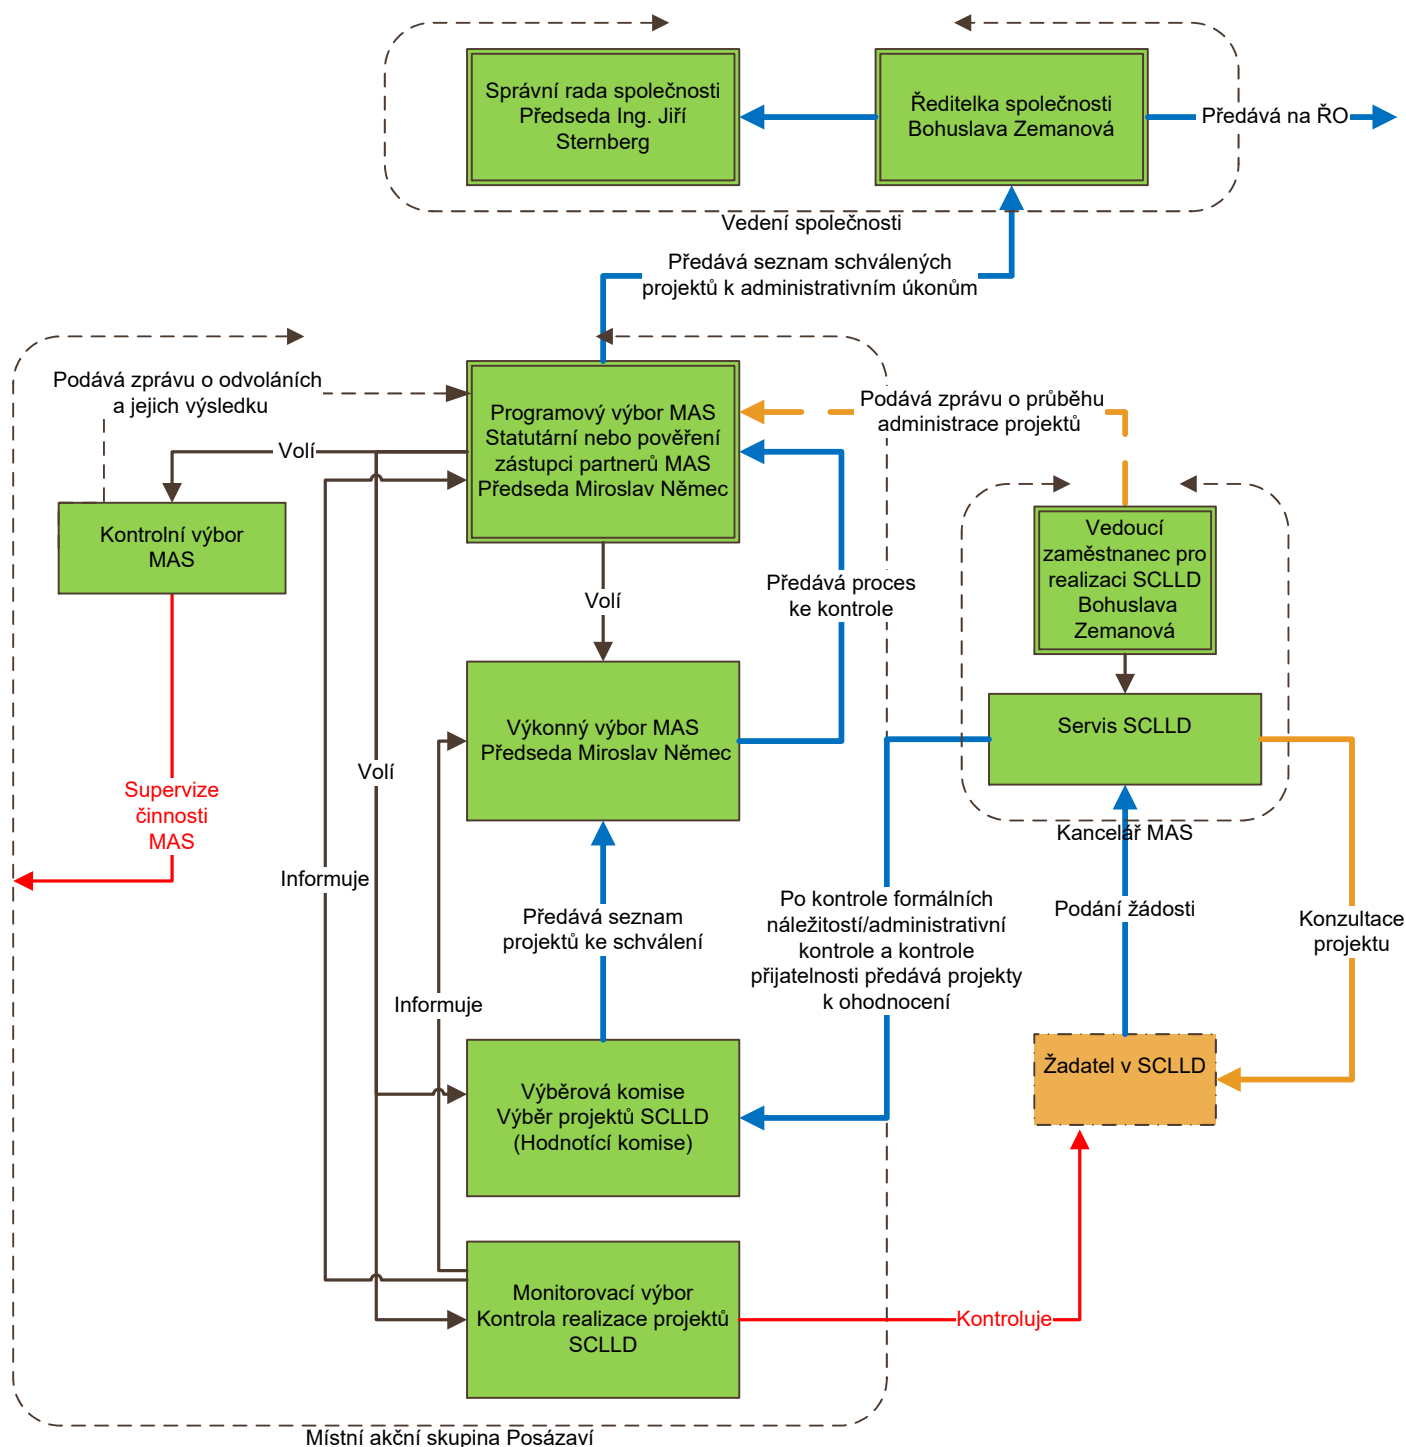 Správní rada společnosti
Předseda Ing. Jiří
Sternberg
Ředitelka společnosti
Bohuslava Zemanová
Předává na ŘO
Vedení společnosti
Předává seznam schválených
projektů k administrativním úkonům
Podává zprávu o odvoláních
a jejich výsledku
Programový výbor MAS
Statutární nebo pověření
zástupci partnerů MAS
Předseda Miroslav Němec
Podává zprávu o průběhu
administrace projektů
Volí
Kontrolní výbor
MAS
Vedoucí
zaměstnanec pro
realizaci SCLLD
Bohuslava
Zemanová
Předává proces
ke kontrole
Volí
Výkonný výbor MAS
Předseda Miroslav Němec
Servis SCLLD
Volí
Supervize
činnosti
MAS
Kancelář MAS
Informuje
Předává seznam
projektů ke schválení
Po kontrole formálních
náležitostí/administrativní
kontrole a kontrole
přijatelnosti předává projekty
k ohodnocení
Podání žádosti
Konzultace
projektu
Informuje
Výběrová komise
Výběr projektů SCLLD
(Hodnotící komise)
Žadatel v SCLLD
Monitorovací výbor
Kontrola realizace projektů
SCLLD
Kontroluje
Místní akční skupina Posázaví